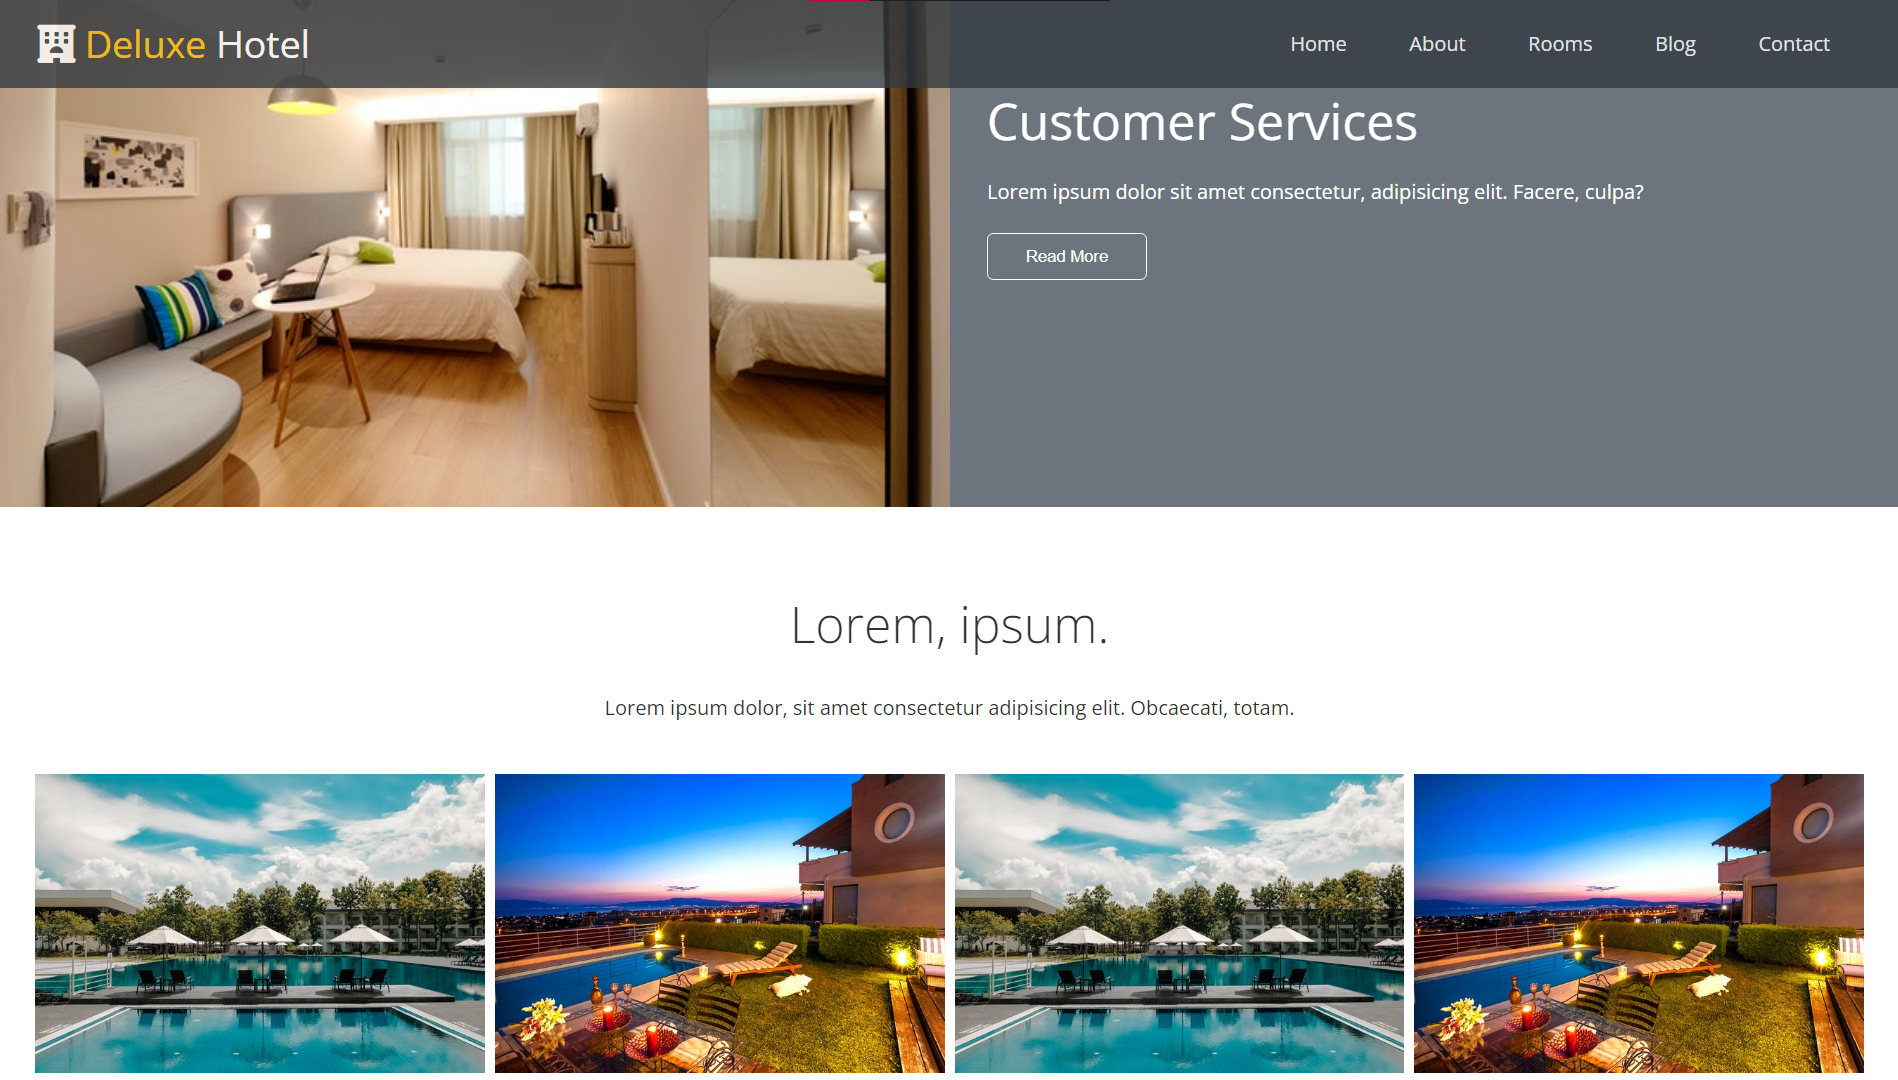 Deluxe Hotel
Home About Rooms Blog Contact
Customer Services
Lorem ipsum dolor sit amet consectetur, adipisicing elit. Facere, culpa?
Read More
Lorem, ipsum.
Lorem ipsum dolor, sit amet consectetur adipisicing elit. Obcaecati, totam.